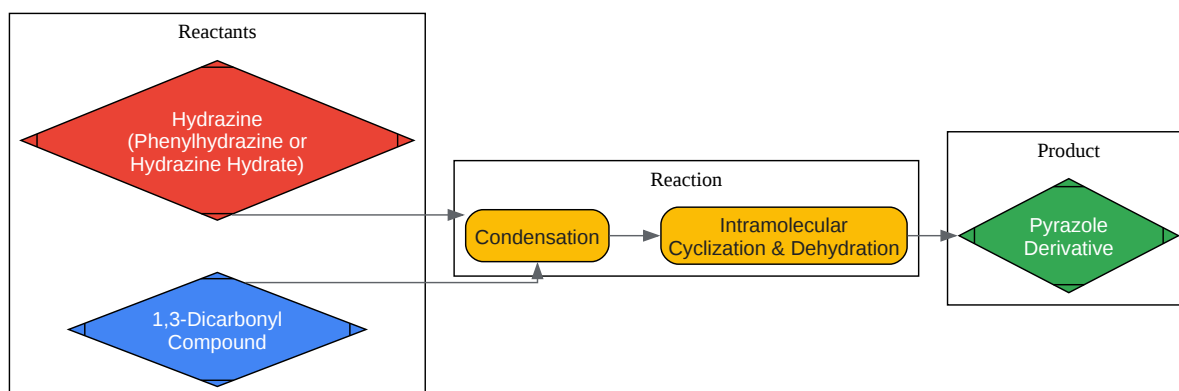 Reactants
Hydrazine
(Phenylhydrazine or
Hydrazine Hydrate)
1,3-Dicarbonyl
Compound
Reaction
Condensation
Intramolecular
Cyclization & Dehydration
Product
Pyrazole
Derivative